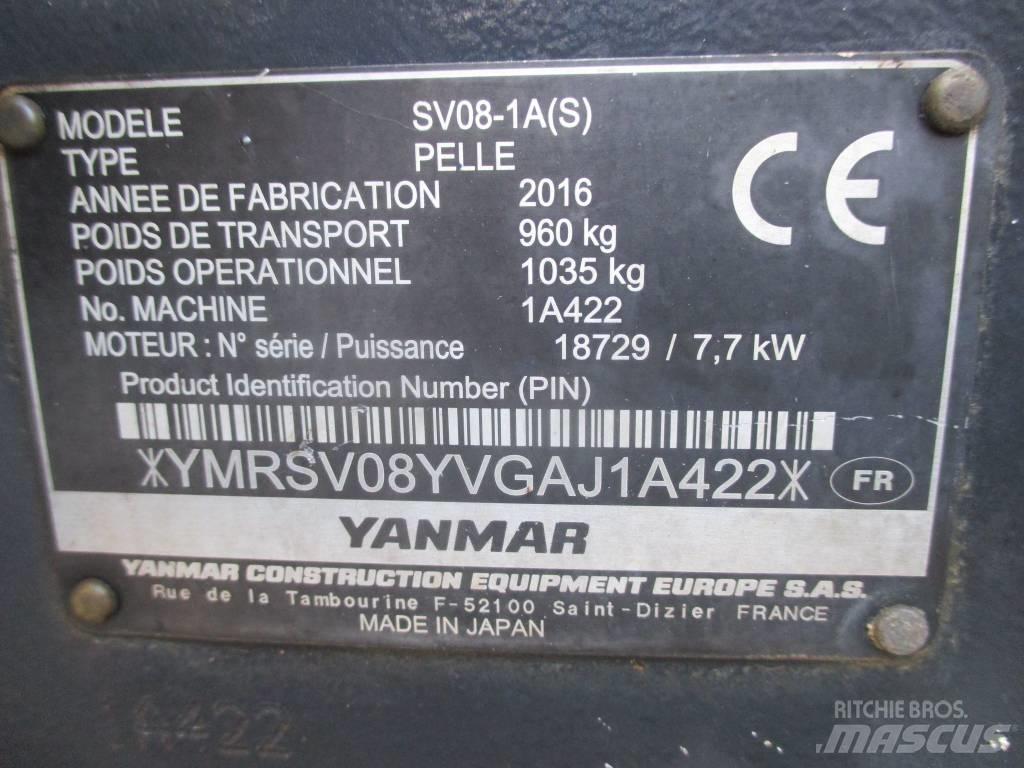 MODELE SV08-1A(S)
TYPE PELLE
ANNEE DE FABRICATION 2016
POIDS DE TRANSPORT 960 kg
POIDS OPERATIONNEL 1035 kg
No. MACHINE 1A422
MOTEUR : N° série / Puissance 18729 / 7,7 kW
CE
Product Identification Number (PIN)
*YMRSV08YVGAJ1A422*
FR
YANMAR
YANMAR CONSTRUCTION EQUIPMENT EUROPE S.A.S.
Rue de la Tambourine F-52100 Saint-Dizier FRANCE
MADE IN JAPAN
1A422
RITCHIE BROS.
MASCUS